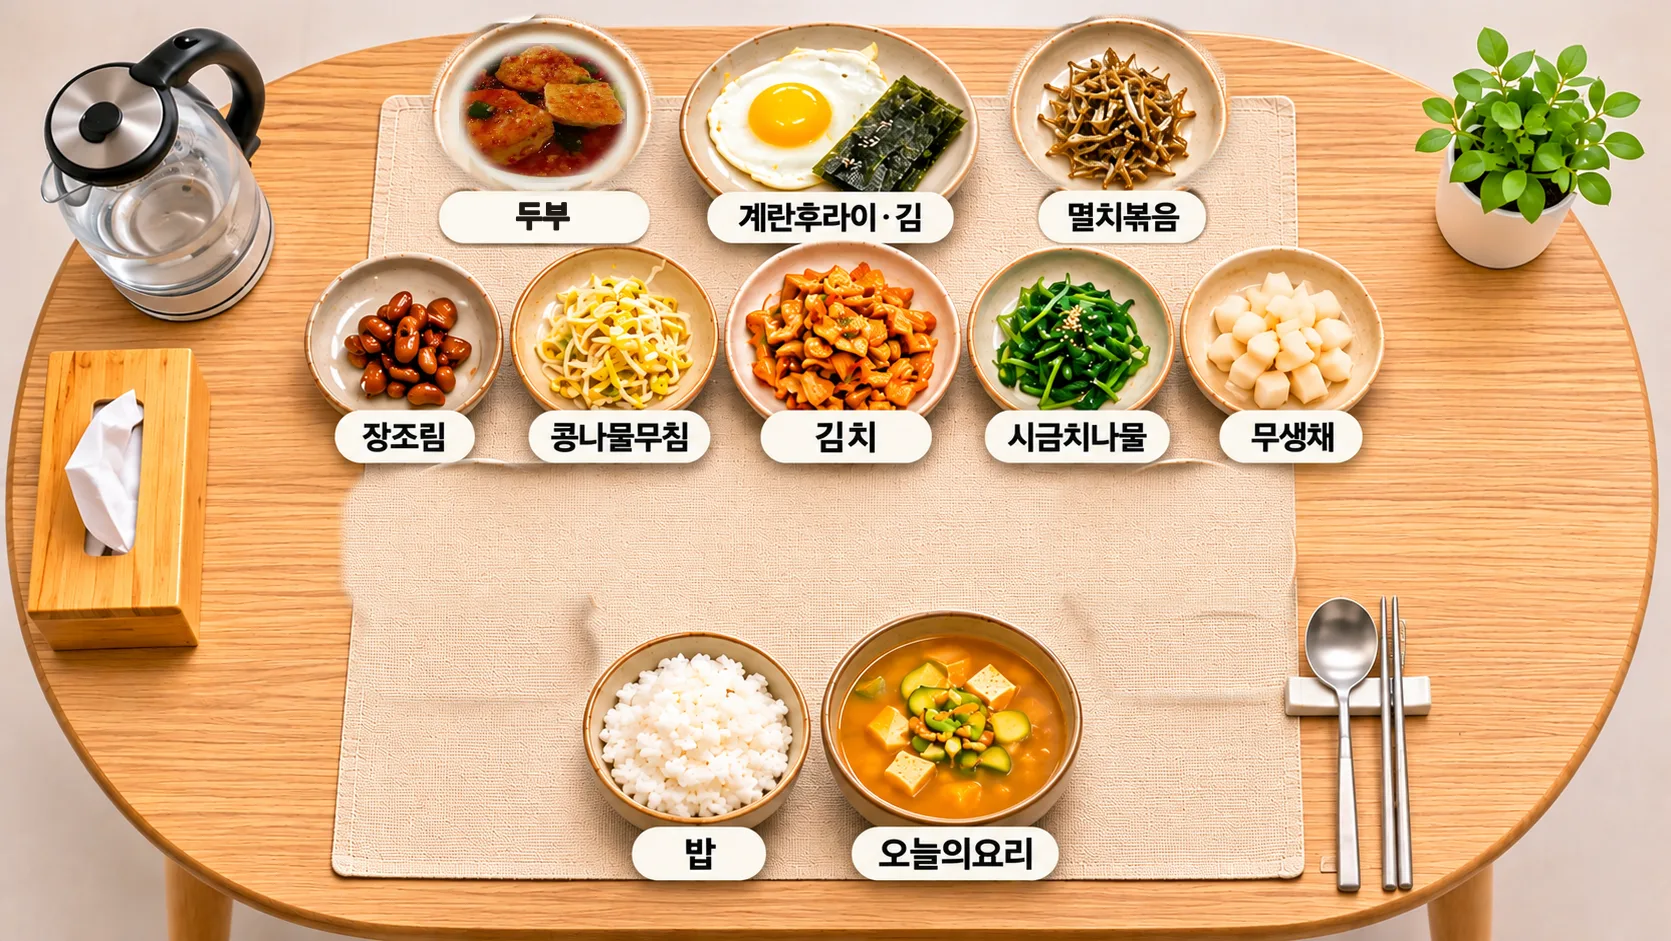 두부
계란후라이·김
멸치볶음
장조림
콩나물무침
김치
시금치나물
무생채
밥
오늘의요리